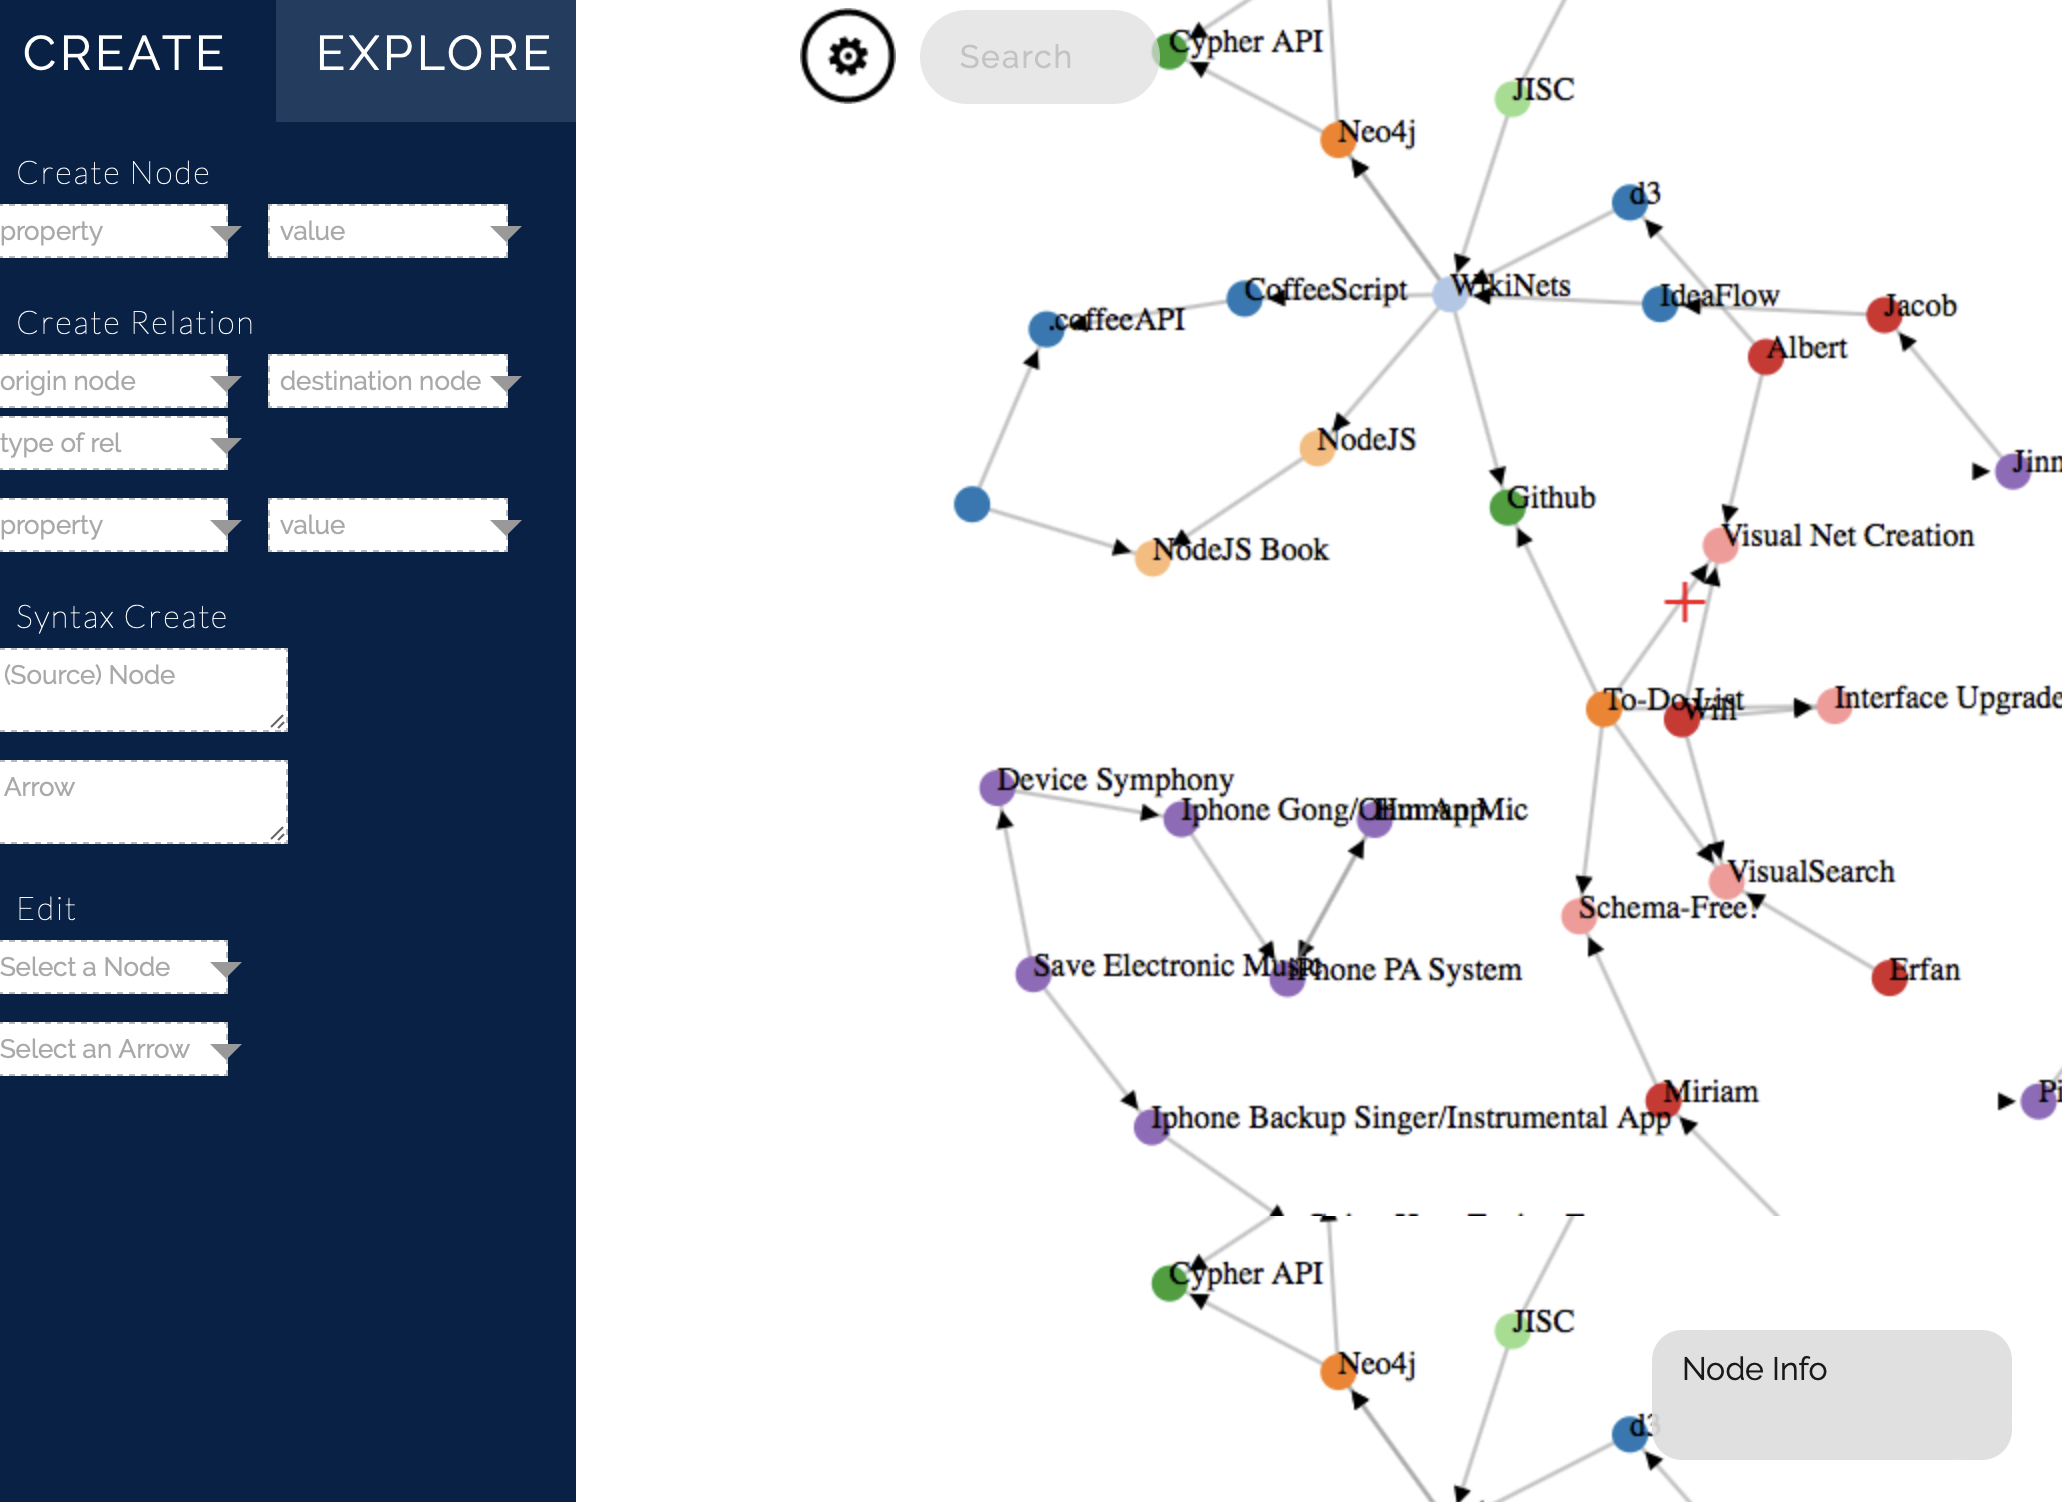 CREATE
EXPLORE
Create Node
property
value
Create Relation
origin node
destination node
type of rel
property
value
Syntax Create
(Source) Node
Arrow
Edit
Select a Node
Select an Arrow
Search
Cypher API
JISC
Neo4j
d3
CoffeeScript
WikiNets
IdeaFlow
Jacob
.coffeeAPI
Albert
NodeJS
Jinn
Github
Visual Net Creation
NodeJS Book
To-Do List
Will
Interface Upgrade
Device Symphony
Iphone Gong/
Human Mic
VisualSearch
Schema-Free!
Save Electronic Music
iPhone PA System
Erfan
Miriam
Pi
Iphone Backup Singer/Instrumental App
Cypher API
JISC
Neo4j
Node Info
d3